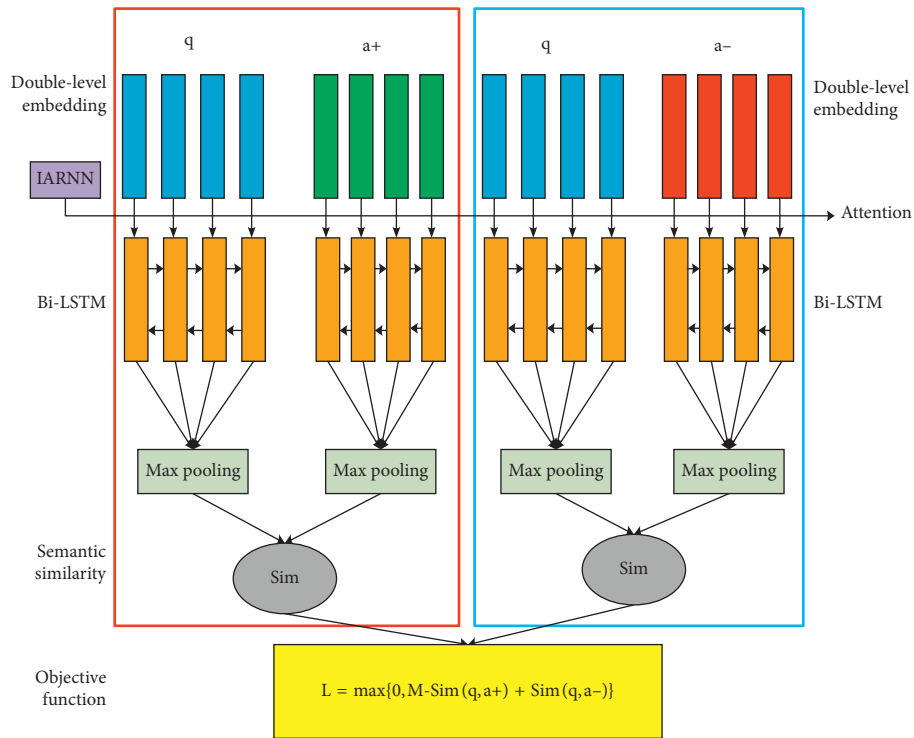 q
a+
q
a–
Double-level
embedding
Double-level
embedding
IARNN
Attention
Bi-LSTM
Bi-LSTM
Max pooling
Max pooling
Max pooling
Max pooling
Semantic
similarity
Sim
Sim
Objective
function
L = max{0, M-Sim (q,a+) + Sim (q,a–)}